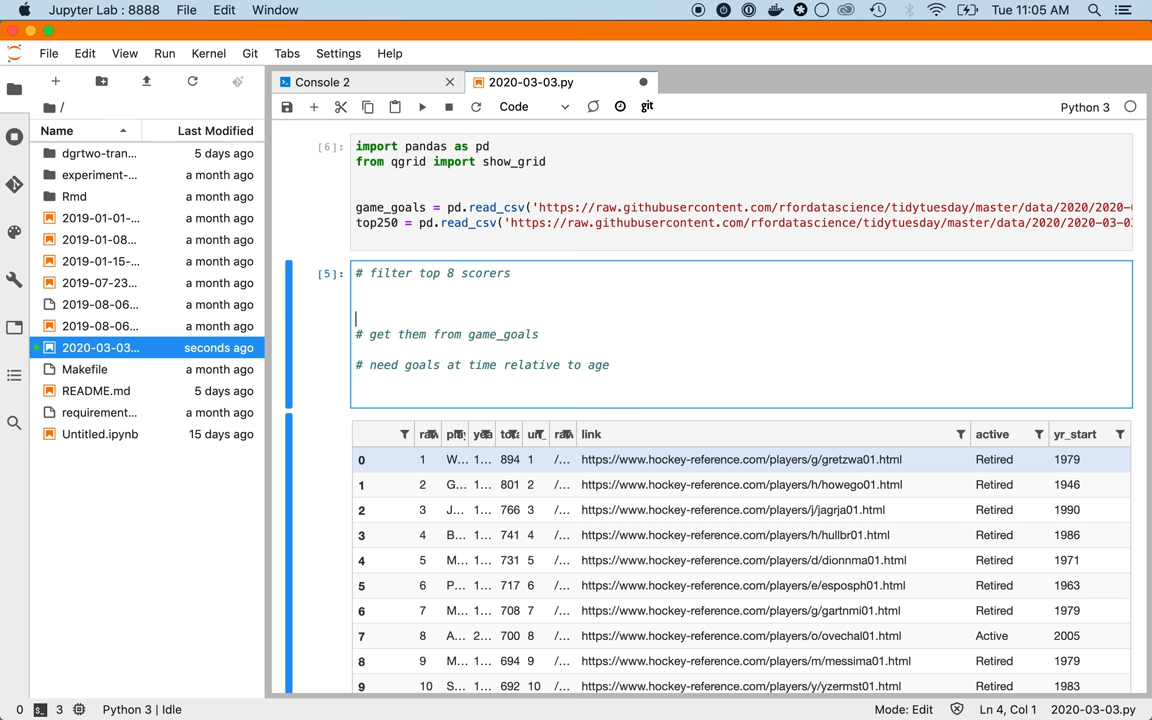 Jupyter Lab : 8888 File Edit Window Tue 11:05 AM
File Edit View Run Kernel Git Tabs Settings Help
Console 2 2020-03-03.py
Code git Python 3
/
Name Last Modified
dgrtwo-tran... 5 days ago
experiment-... a month ago
Rmd a month ago
2019-01-01-... a month ago
2019-01-08... a month ago
2019-01-15-... a month ago
2019-07-23... a month ago
2019-08-06... a month ago
2019-08-06... a month ago
2020-03-03... seconds ago
Makefile a month ago
README.md 5 days ago
requirement... a month ago
Untitled.ipynb 15 days ago
[6]: import pandas as pd
from qgrid import show_grid
game_goals = pd.read_csv('https://raw.githubusercontent.com/rfordatascience/tidytuesday/master/data/2020/2020-
top250 = pd.read_csv('https://raw.githubusercontent.com/rfordatascience/tidytuesday/master/data/2020/2020-03-0
[5]: # filter top 8 scorers
# get them from game_goals
# need goals at time relative to age
link active yr_start
0 1 W... 1... 894 1 /... https://www.hockey-reference.com/players/g/gretzwa01.html Retired 1979
1 2 G... 1... 801 2 /... https://www.hockey-reference.com/players/h/howego01.html Retired 1946
2 3 J... 1... 766 3 /... https://www.hockey-reference.com/players/j/jagrja01.html Retired 1990
3 4 B... 1... 741 4 /... https://www.hockey-reference.com/players/h/hullbr01.html Retired 1986
4 5 M... 1... 731 5 /... https://www.hockey-reference.com/players/d/dionnma01.html Retired 1971
5 6 P... 1... 717 6 /... https://www.hockey-reference.com/players/e/esposph01.html Retired 1963
6 7 M... 1... 708 7 /... https://www.hockey-reference.com/players/g/gartnmi01.html Retired 1979
7 8 A... 2... 700 8 /... https://www.hockey-reference.com/players/o/ovechal01.html Active 2005
8 9 M... 1... 694 9 /... https://www.hockey-reference.com/players/m/messima01.html Retired 1979
9 10 S... 1... 692 10 /... https://www.hockey-reference.com/players/y/yzermst01.html Retired 1983
0 3 Python 3 | Idle Mode: Edit Ln 4, Col 1 2020-03-03.py